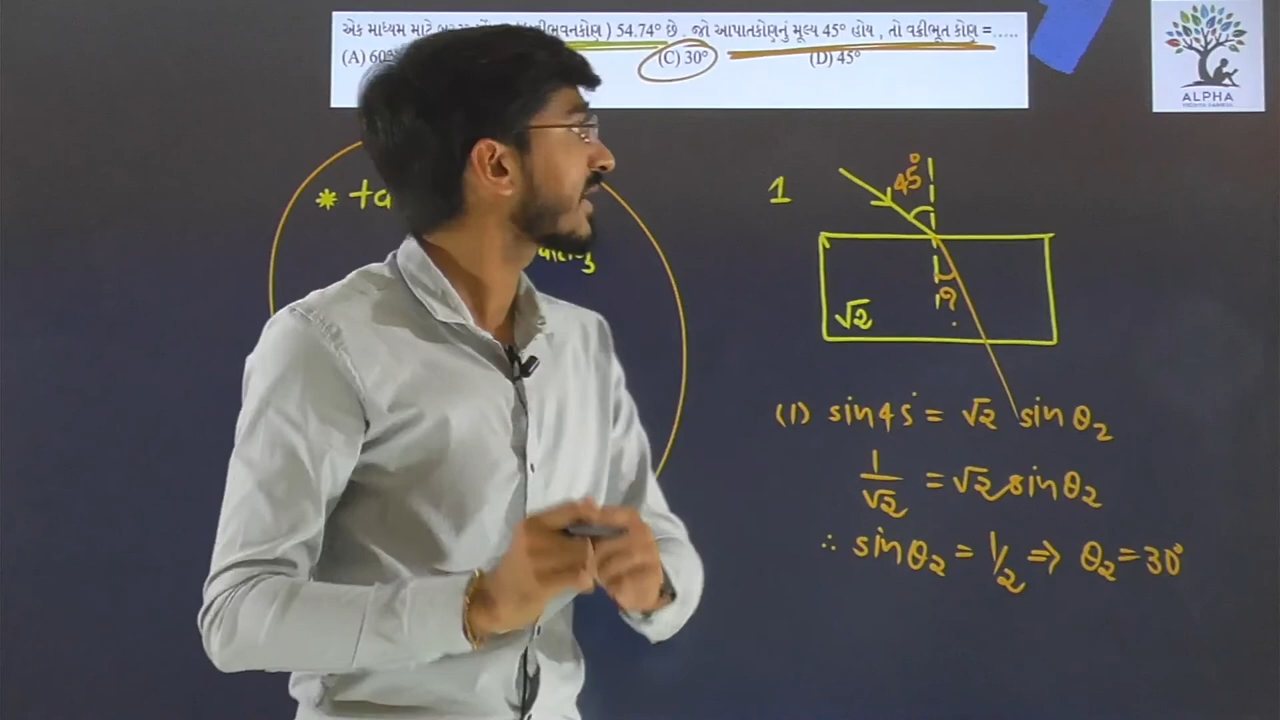 એક માધ્યમ માટે ) 54.74° છે . જો આપાતકોણનું મૂલ્ય 45° હોય , તો વક્રીભૂત કોણ = .....
(A) 60° (C) 30° (D) 45°
ALPHA
* ta
1
45°
?
√2
(1) sin45° = √2 sinθ2
1/√2 = √2 sinθ2
∴ sinθ2 = 1/2 ⇒ θ2 = 30°